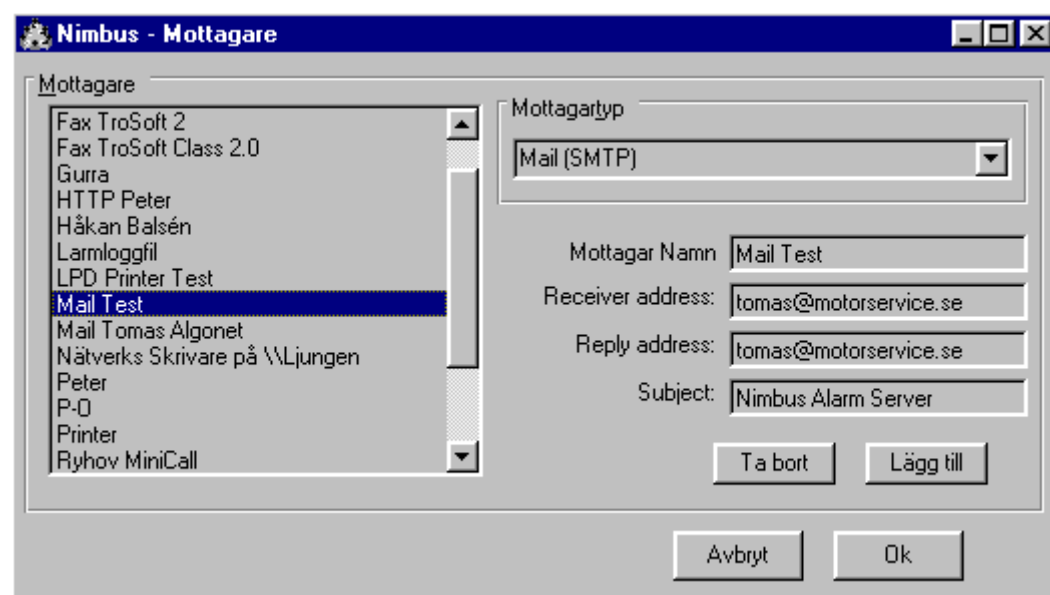 Nimbus - Mottagare
Mottagare
Fax TroSoft 2
Fax TroSoft Class 2.0
Gurra
HTTP Peter
Håkan Balsén
Larmloggfil
LPD Printer Test
Mail Test
Mail Tomas Algonet
Nätverks Skrivare på \\Ljungen
Peter
P-O
Printer
Ryhov MiniCall
Mottagartyp
Mail (SMTP)
Mottagar Namn Mail Test
Receiver address: tomas@motorservice.se
Reply address: tomas@motorservice.se
Subject: Nimbus Alarm Server
Ta bort Lägg till
Avbryt Ok